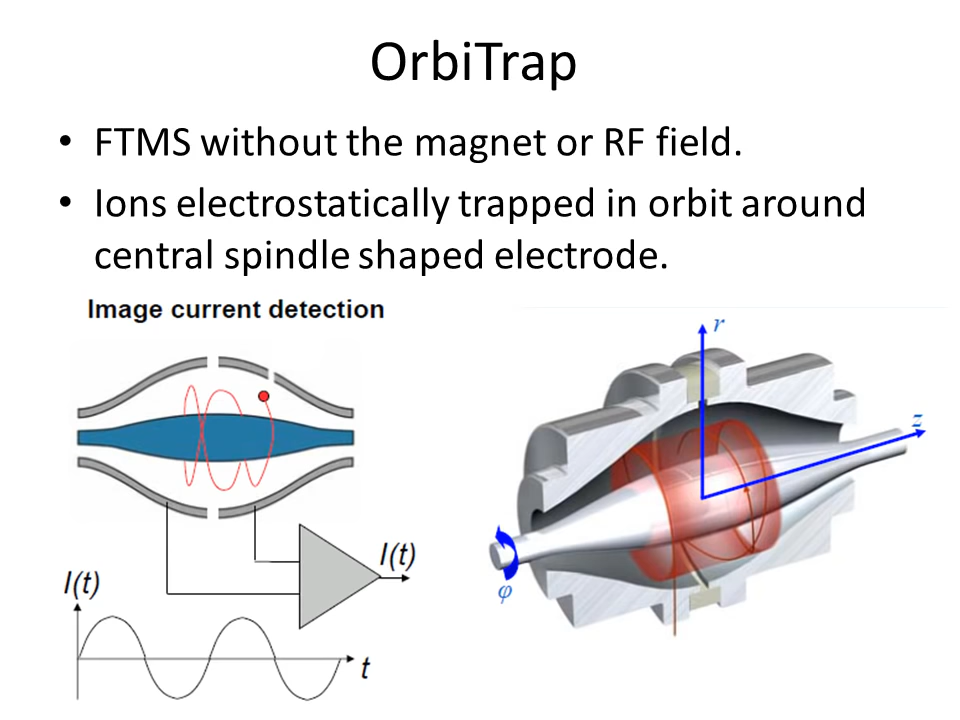 OrbiTrap
• FTMS without the magnet or RF field.
• Ions electrostatically trapped in orbit around
central spindle shaped electrode.
Image current detection
r
z
φ
I(t)
I(t)
t